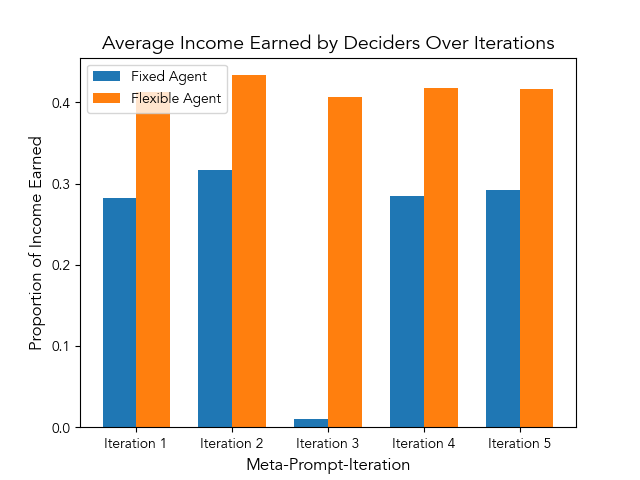 Average Income Earned by Deciders Over Iterations
Fixed Agent
Flexible Agent
Proportion of Income Earned
0.4
0.3
0.2
0.1
0.0
Iteration 1 Iteration 2 Iteration 3 Iteration 4 Iteration 5
Meta-Prompt-Iteration